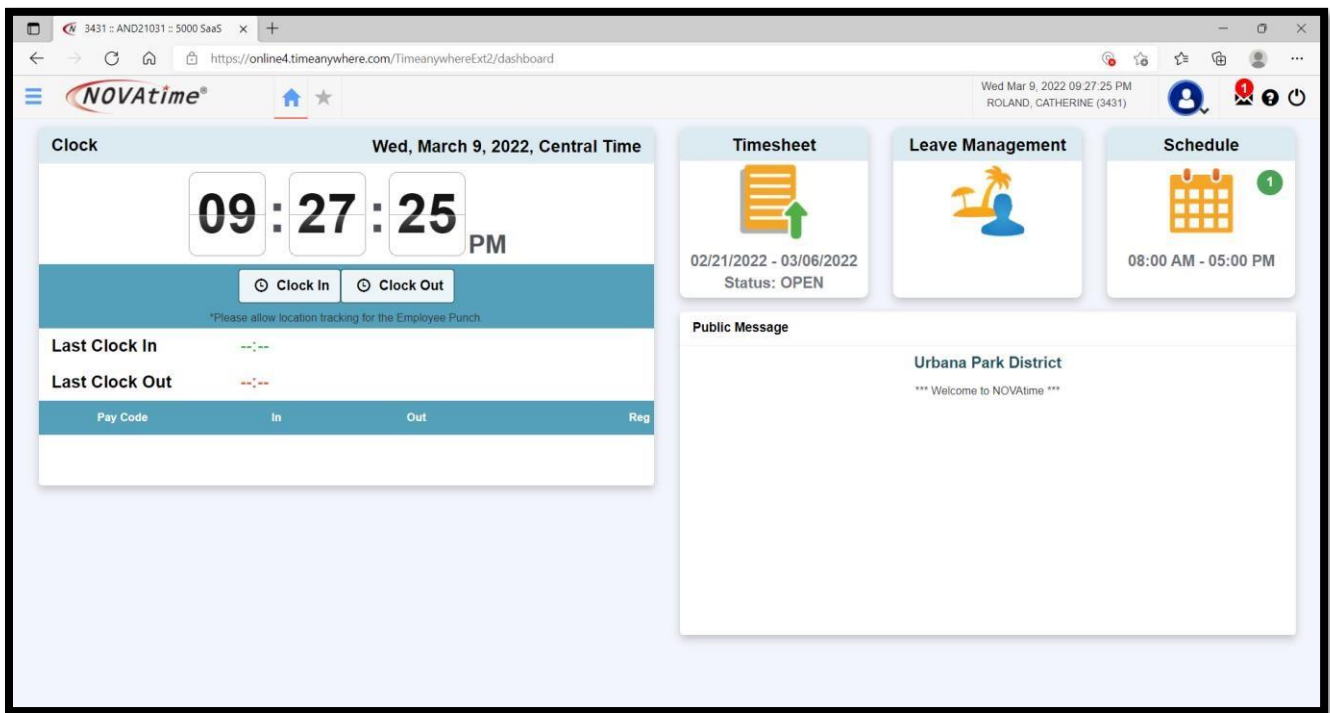 3431 :: AND21031 :: 5000 SaaS
https://online4.timeanywhere.com/TimeanywhereExt2/dashboard
NOVAtime®
Wed Mar 9, 2022 09:27:25 PM
ROLAND, CATHERINE (3431)
1
Clock
Wed, March 9, 2022, Central Time
09 : 27 : 25 PM
Clock In
Clock Out
*Please allow location tracking for the Employee Punch.
Last Clock In --:--
Last Clock Out --:--
Pay Code In Out Reg
Timesheet
02/21/2022 - 03/06/2022
Status: OPEN
Leave Management
Schedule
1
08:00 AM - 05:00 PM
Public Message
Urbana Park District
*** Welcome to NOVAtime ***